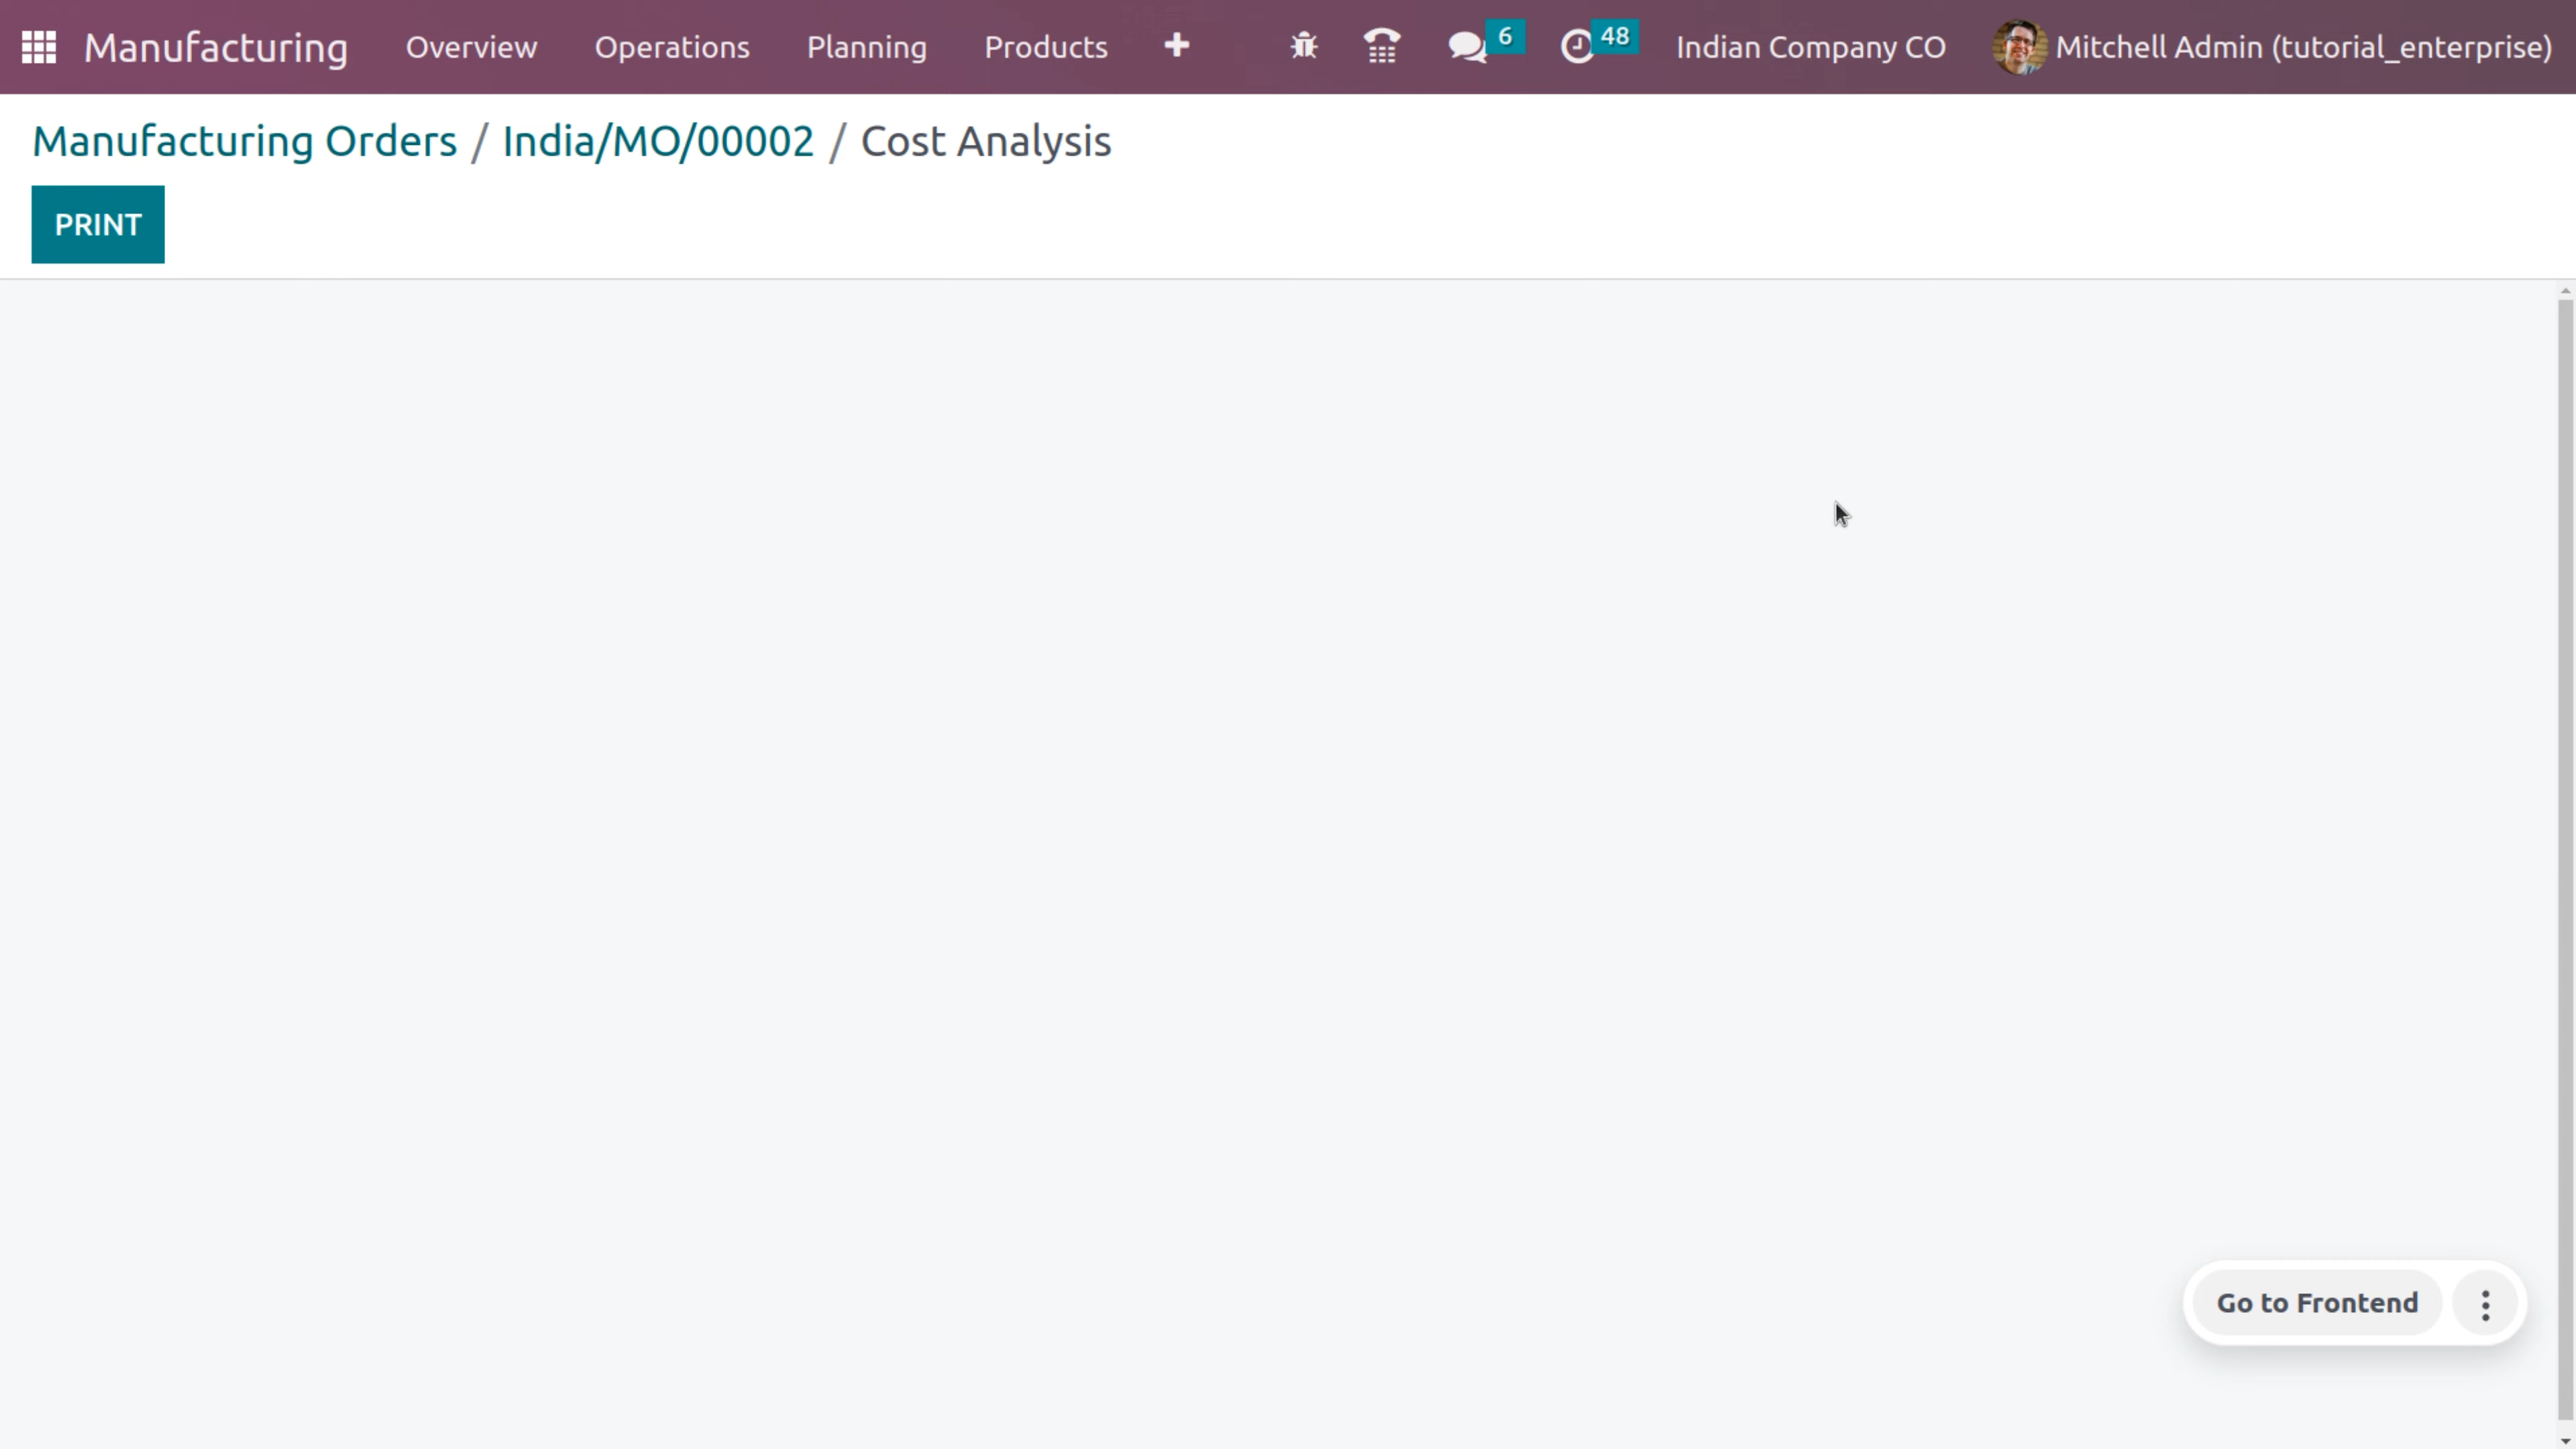 Manufacturing Overview Operations Planning Products + 6 48 Indian Company CO Mitchell Admin (tutorial_enterprise)
Manufacturing Orders / India/MO/00002 / Cost Analysis
PRINT
Go to Frontend